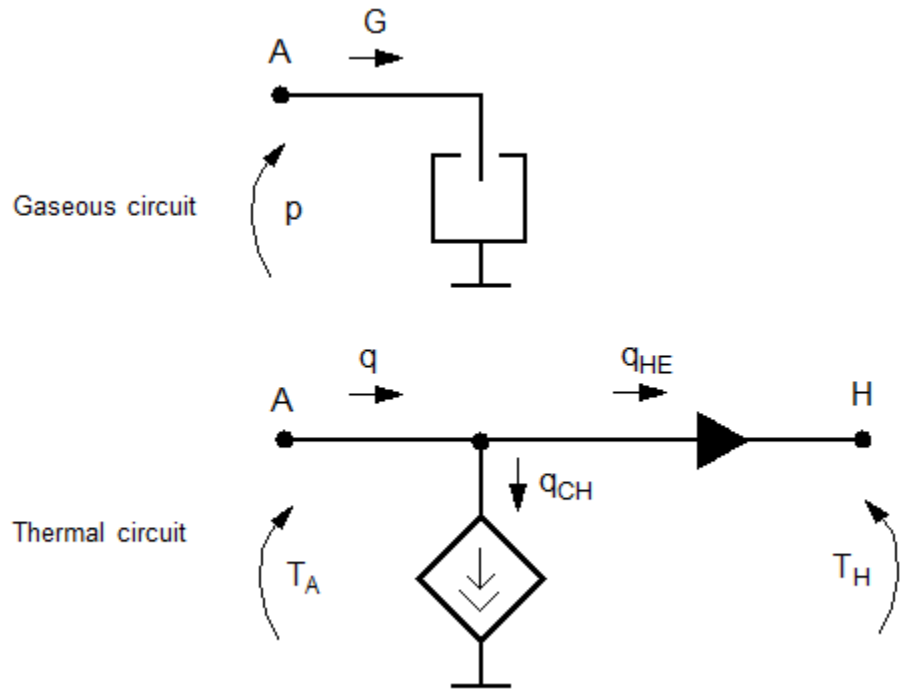 G
A
Gaseous circuit
p
q
q_HE
A
H
q_CH
Thermal circuit
T_A
T_H